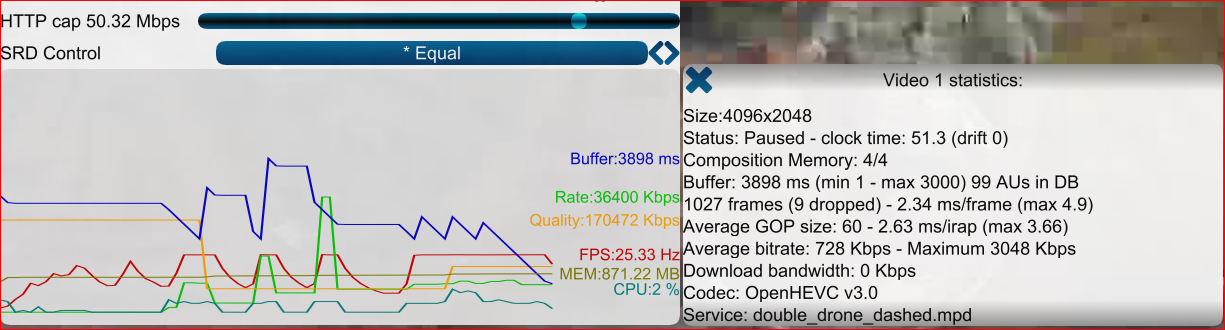 HTTP cap 50.32 Mbps
SRD Control
* Equal
Buffer:3898 ms
Rate:36400 Kbps
Quality:170472 Kbps
FPS:25.33 Hz
MEM:871.22 MB
CPU:2 %
Video 1 statistics:
Size:4096x2048
Status: Paused - clock time: 51.3 (drift 0)
Composition Memory: 4/4
Buffer: 3898 ms (min 1 - max 3000) 99 AUs in DB
1027 frames (9 dropped) - 2.34 ms/frame (max 4.9)
Average GOP size: 60 - 2.63 ms/irap (max 3.66)
Average bitrate: 728 Kbps - Maximum 3048 Kbps
Download bandwidth: 0 Kbps
Codec: OpenHEVC v3.0
Service: double_drone_dashed.mpd